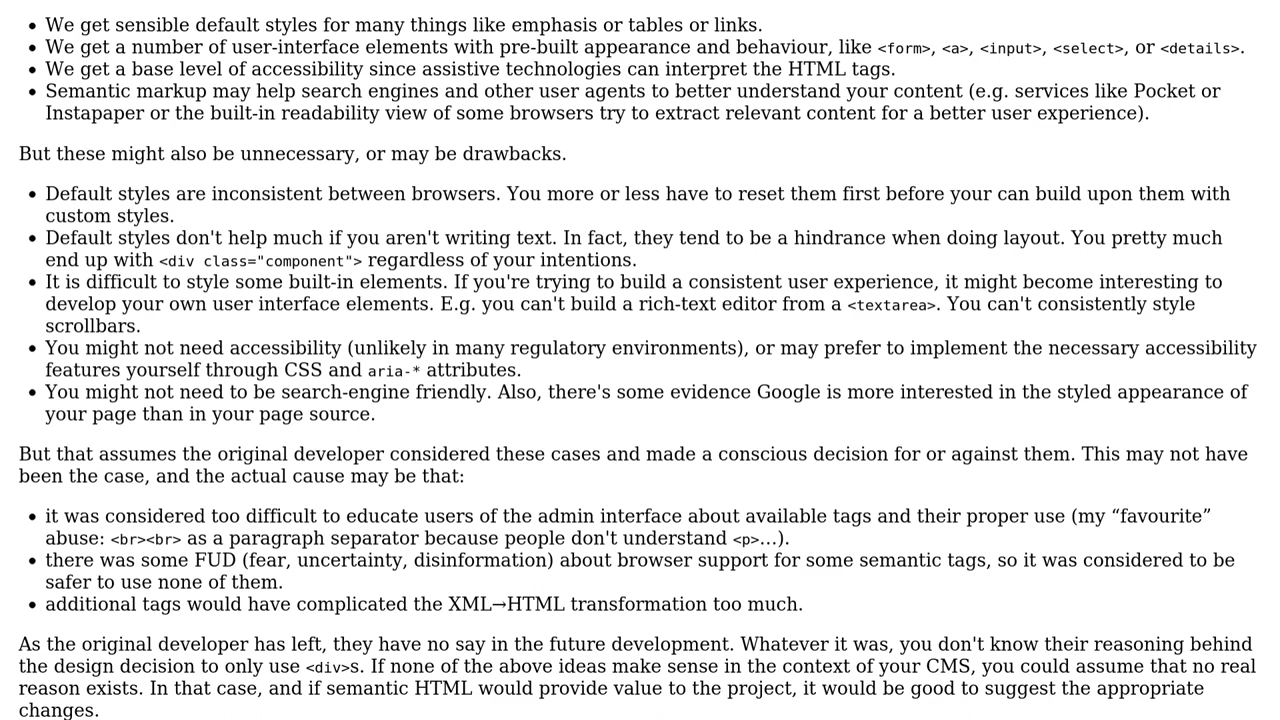 • We get sensible default styles for many things like emphasis or tables or links.
• We get a number of user-interface elements with pre-built appearance and behaviour, like <form>, <a>, <input>, <select>, or <details>.
• We get a base level of accessibility since assistive technologies can interpret the HTML tags.
• Semantic markup may help search engines and other user agents to better understand your content (e.g. services like Pocket or
Instapaper or the built-in readability view of some browsers try to extract relevant content for a better user experience).
But these might also be unnecessary, or may be drawbacks.
• Default styles are inconsistent between browsers. You more or less have to reset them first before your can build upon them with
custom styles.
• Default styles don't help much if you aren't writing text. In fact, they tend to be a hindrance when doing layout. You pretty much
end up with <div class="component"> regardless of your intentions.
• It is difficult to style some built-in elements. If you're trying to build a consistent user experience, it might become interesting to
develop your own user interface elements. E.g. you can't build a rich-text editor from a <textarea>. You can't consistently style
scrollbars.
• You might not need accessibility (unlikely in many regulatory environments), or may prefer to implement the necessary accessibility
features yourself through CSS and aria-* attributes.
• You might not need to be search-engine friendly. Also, there's some evidence Google is more interested in the styled appearance of
your page than in your page source.
But that assumes the original developer considered these cases and made a conscious decision for or against them. This may not have
been the case, and the actual cause may be that:
• it was considered too difficult to educate users of the admin interface about available tags and their proper use (my “favourite”
abuse: <br><br> as a paragraph separator because people don't understand <p>…).
• there was some FUD (fear, uncertainty, disinformation) about browser support for some semantic tags, so it was considered to be
safer to use none of them.
• additional tags would have complicated the XML→HTML transformation too much.
As the original developer has left, they have no say in the future development. Whatever it was, you don't know their reasoning behind
the design decision to only use <div>s. If none of the above ideas make sense in the context of your CMS, you could assume that no real
reason exists. In that case, and if semantic HTML would provide value to the project, it would be good to suggest the appropriate
changes.